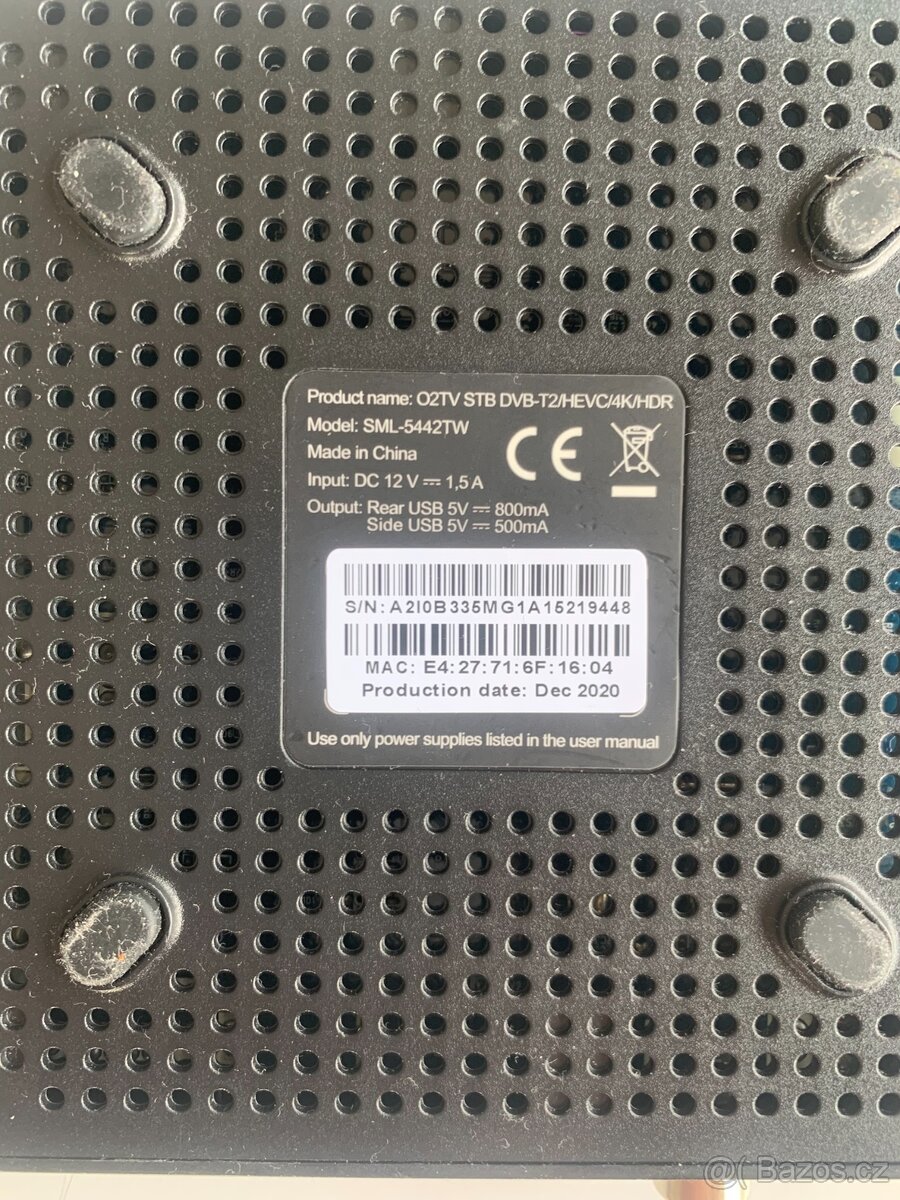 Product name: O2TV STB DVB-T2/HEVC/4K/HDR
Model: SML-5442TW
Made in China
Input: DC 12 V ⎓ 1,5 A
Output: Rear USB 5V ⎓ 800mA
Side USB 5V ⎓ 500mA
CE
S/N: A2I0B335MG1A15219448
MAC: E4:27:71:6F:16:04
Production date: Dec 2020
Use only power supplies listed in the user manual
@( Bazos.cz